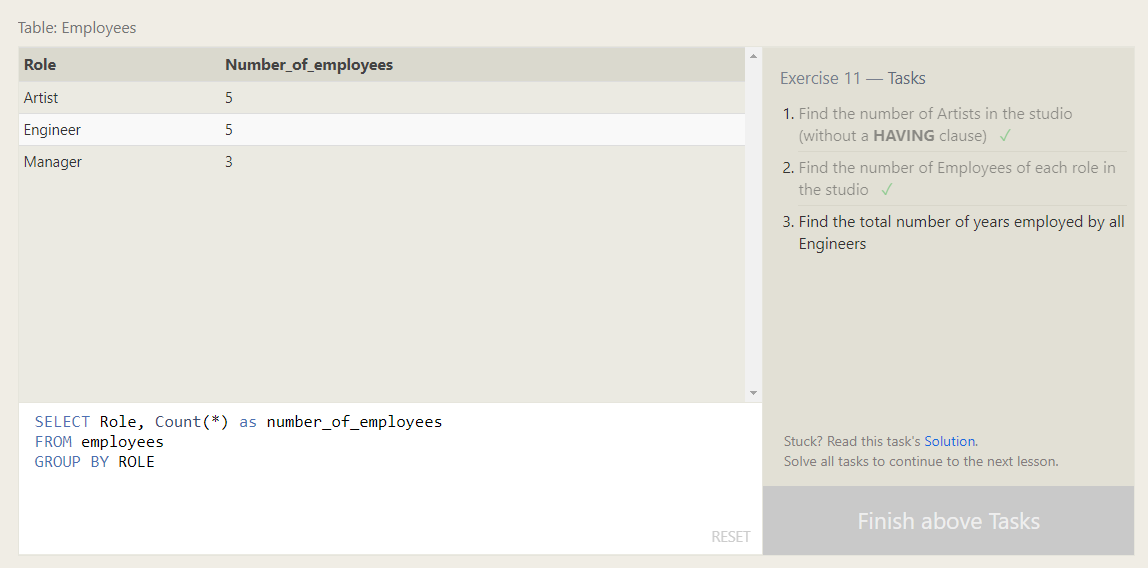 Table: Employees
Role Number_of_employees
Artist 5
Engineer 5
Manager 3
SELECT Role, Count(*) as number_of_employees
FROM employees
GROUP BY ROLE
RESET
Exercise 11 — Tasks
1. Find the number of Artists in the studio
(without a HAVING clause) ✓
2. Find the number of Employees of each role in
the studio ✓
3. Find the total number of years employed by all
Engineers
Stuck? Read this task's Solution.
Solve all tasks to continue to the next lesson.
Finish above Tasks